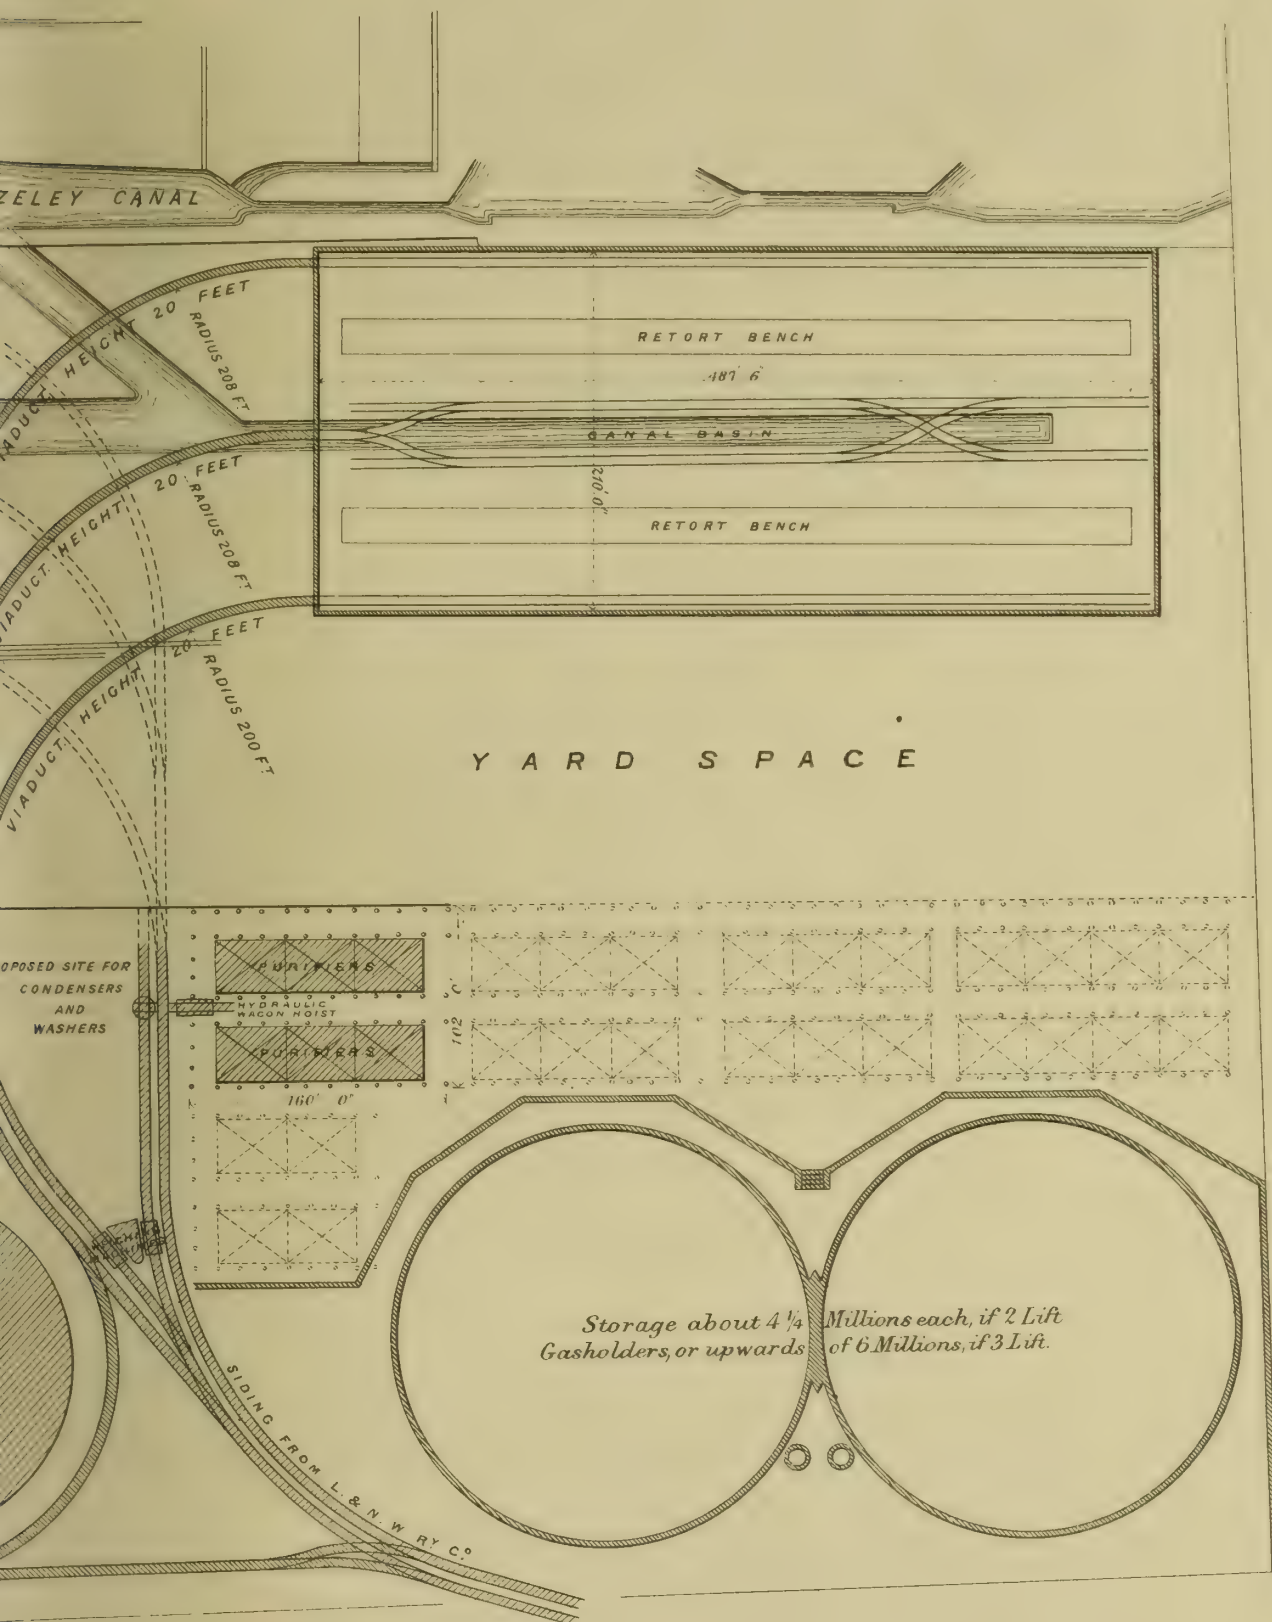 ZELEY CANAL
VIADUCT HEIGHT 20 FEET
RADIUS 208 FT
RETORT BENCH
487' 6"
CANAL BASIN
210' 0"
VIADUCT HEIGHT 20 FEET
RADIUS 208 FT
RETORT BENCH
VIADUCT HEIGHT 20 FEET
RADIUS 200 FT
YARD SPACE
OPOSED SITE FOR
CONDENSERS
AND
WASHERS
PURIFIERS
HYDRAULIC
WAGON HOIST
PURIFIERS
102
160' 0"
WEIGHING
MACHINES
Storage about 4 1/4 Millions each, if 2 Lift
Gasholders, or upwards of 6 Millions, if 3 Lift.
SIDING FROM L. & N. W RY Co.